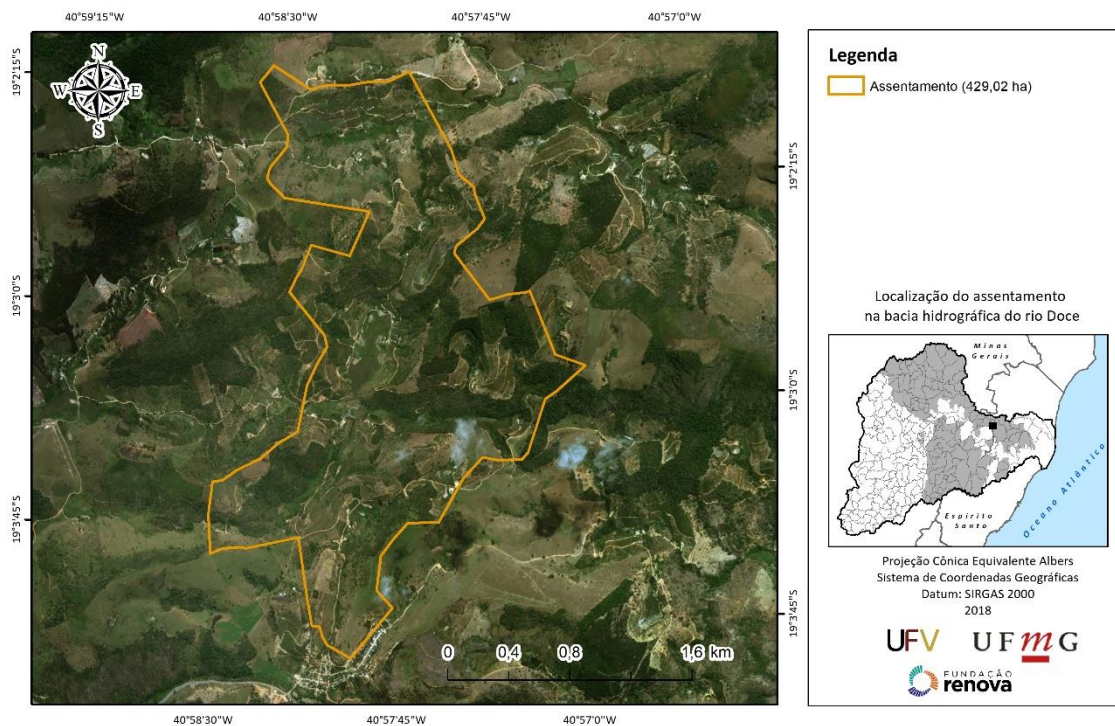 40°59'15"W 40°58'30"W 40°57'45"W 40°57'0"W
19°2'15"S
N
W E
S
19°2'15"S
19°3'0"S
19°3'0"S
19°3'45"S
19°3'45"S
0 0,4 0,8 1,6 km
40°58'30"W 40°57'45"W 40°57'0"W
Legenda
Assentamento (429,02 ha)
Localização do assentamento
na bacia hidrográfica do rio Doce
Minas
Gerais
Espírito
Santo
Oceano Atlântico
Projeção Cônica Equivalente Albers
Sistema de Coordenadas Geográficas
Datum: SIRGAS 2000
2018
UFV UFmG
FUNDAÇÃO
renova